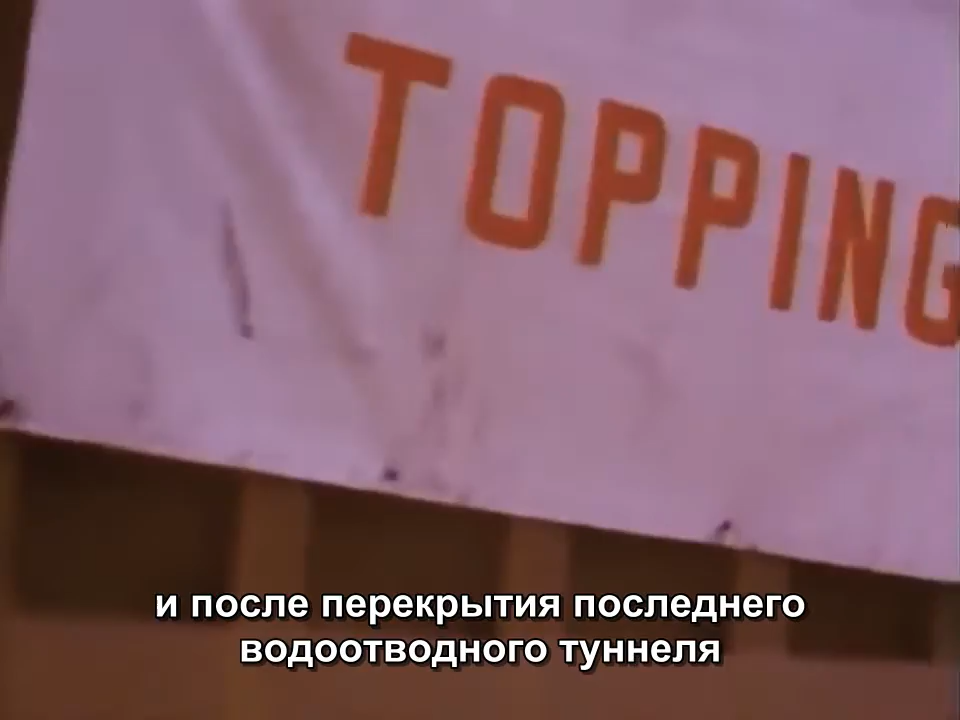 TOPPING
и после перекрытия последнего
водоотводного туннеля